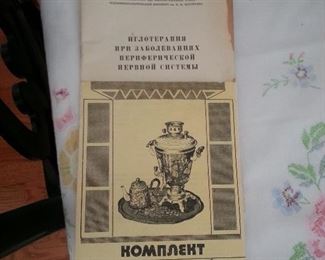 ИГЛОТЕРАПИЯ
ПРИ ЗАБОЛЕВАНИЯХ
ПЕРИФЕРИЧЕСКОЙ
НЕРВНОЙ СИСТЕМЫ
КОМПЛЕКТ